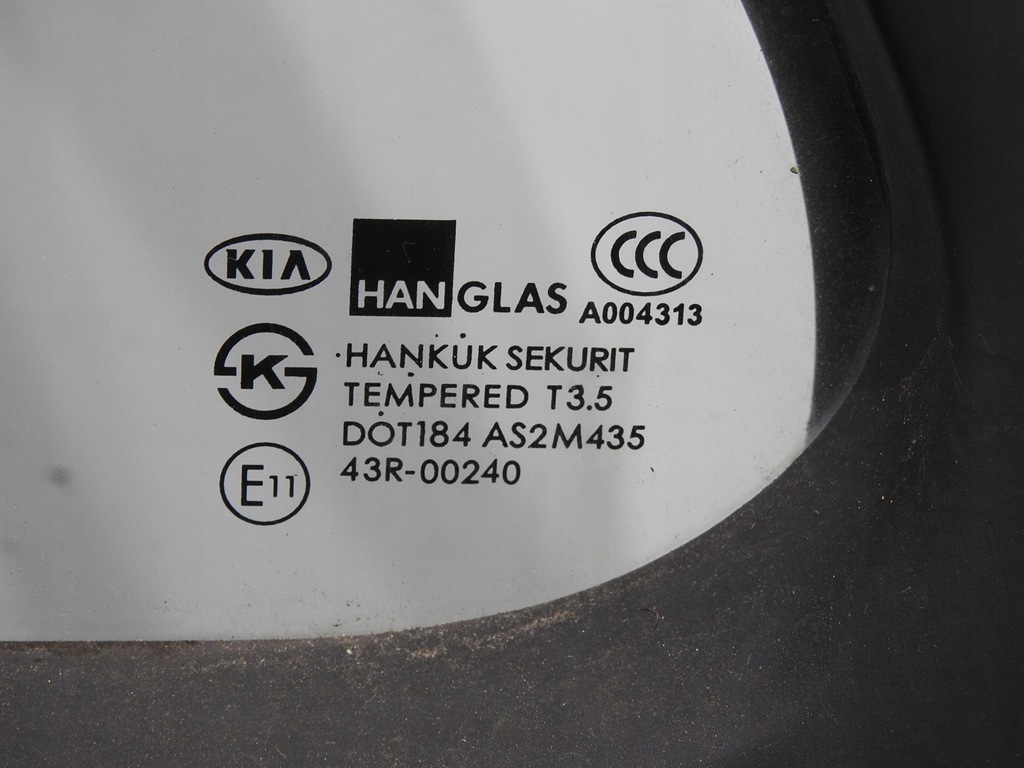 KIA HANGLAS CCC
A004313
K HANKUK SEKURIT
TEMPERED T3.5
DOT184 AS2M435
E11 43R-00240